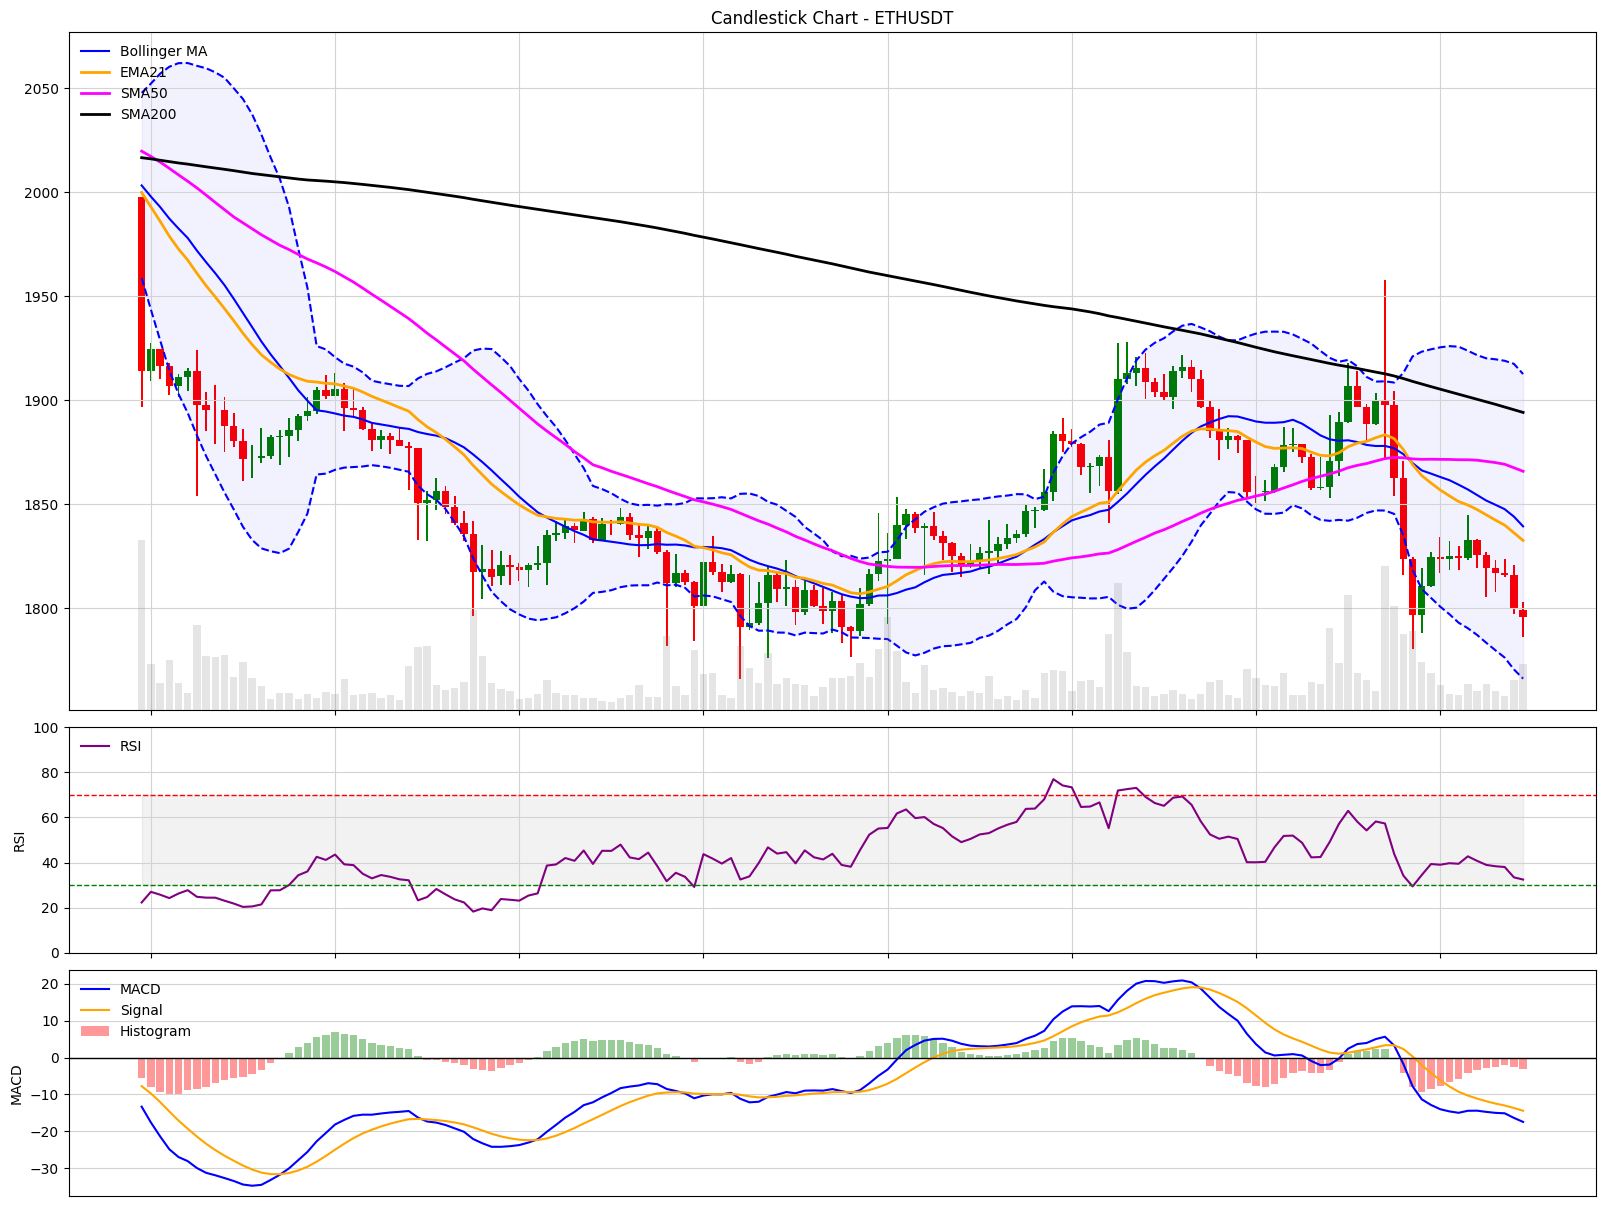 Candlestick Chart - ETHUSDT
Bollinger MA
EMA21
SMA50
SMA200
2050
2000
1950
1900
1850
1800
RSI
100
80
60
40
20
0
RSI
MACD
Signal
Histogram
20
10
0
−10
−20
−30
MACD